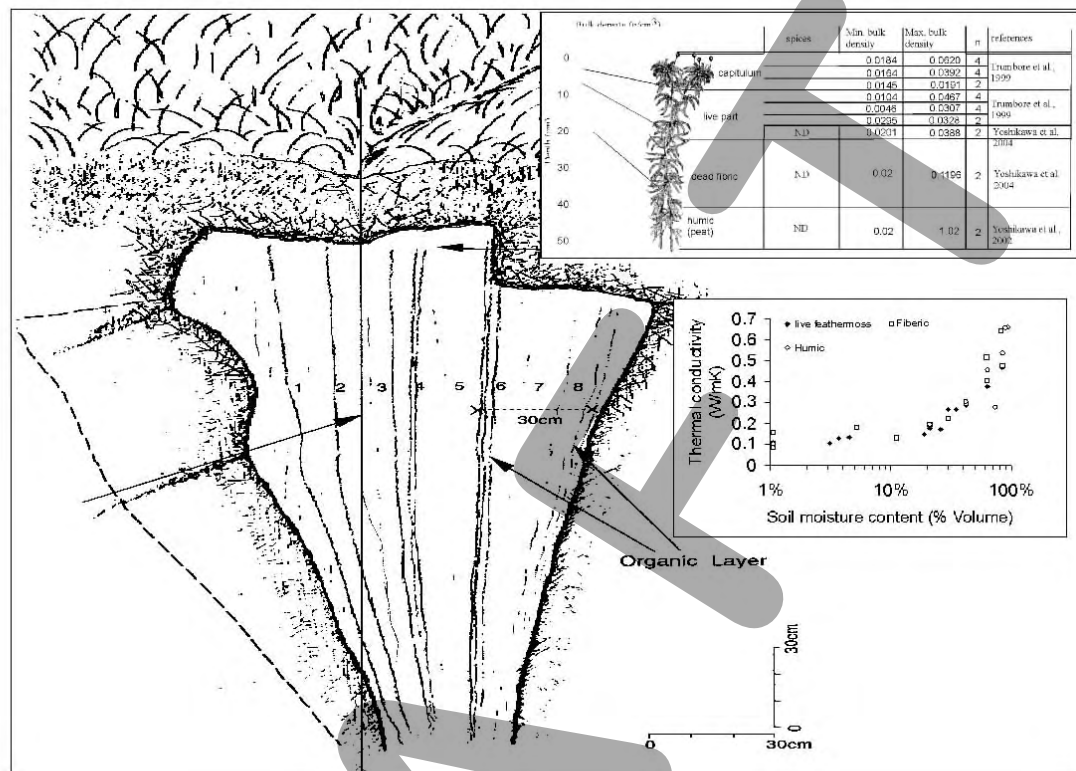 spices Min. bulk Max. bulk n references
density density
0
10
20
30
40
50
capitulum
live part
dead fibric
humic
(peat)
0.0184 0.0620 4 Trumbore et al.,
0.0164 0.0392 4 1999
0.0145 0.0191 2
0.0104 0.0467 4
0.0046 0.0307 4 Trumbore et al.,
0.0295 0.0328 2 1999
ND 0.0201 0.0388 2 Yoshikawa et al.
2004
ND 0.02 0.1196 2 Yoshikawa et al.
2004
ND 0.02 1.02 2 Yoshikawa et al.,
2002
1 2 3 4 5 6 7 8
30cm
Organic Layer
live feathermoss Fiberic
Humic
Thermal conductivity
(W/mK)
0.7
0.6
0.5
0.4
0.3
0.2
0.1
0
1% 10% 100%
Soil moisture content (% Volume)
30cm
0
0 30cm